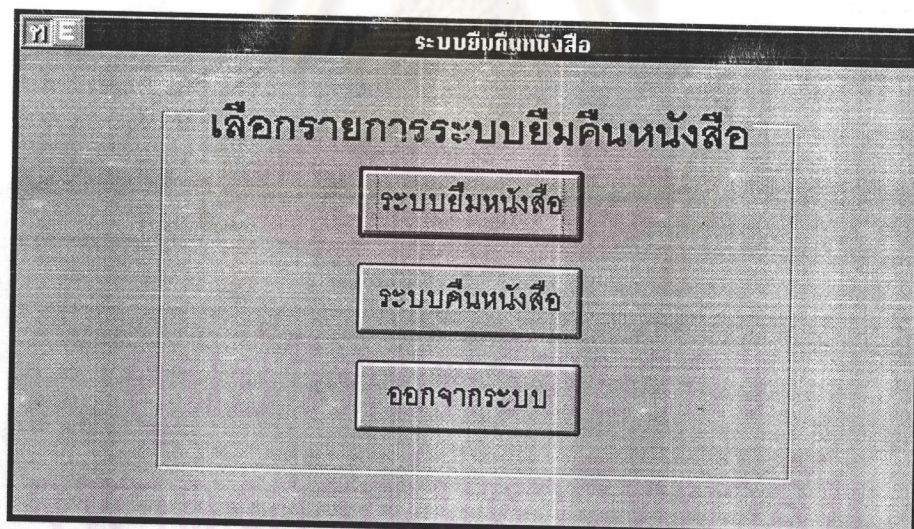 ท E
ระบบยืมคืนหนังสือ
เลือกรายการระบบยืมคืนหนังสือ
ระบบยืมหนังสือ
ระบบคืนหนังสือ
ออกจากระบบ